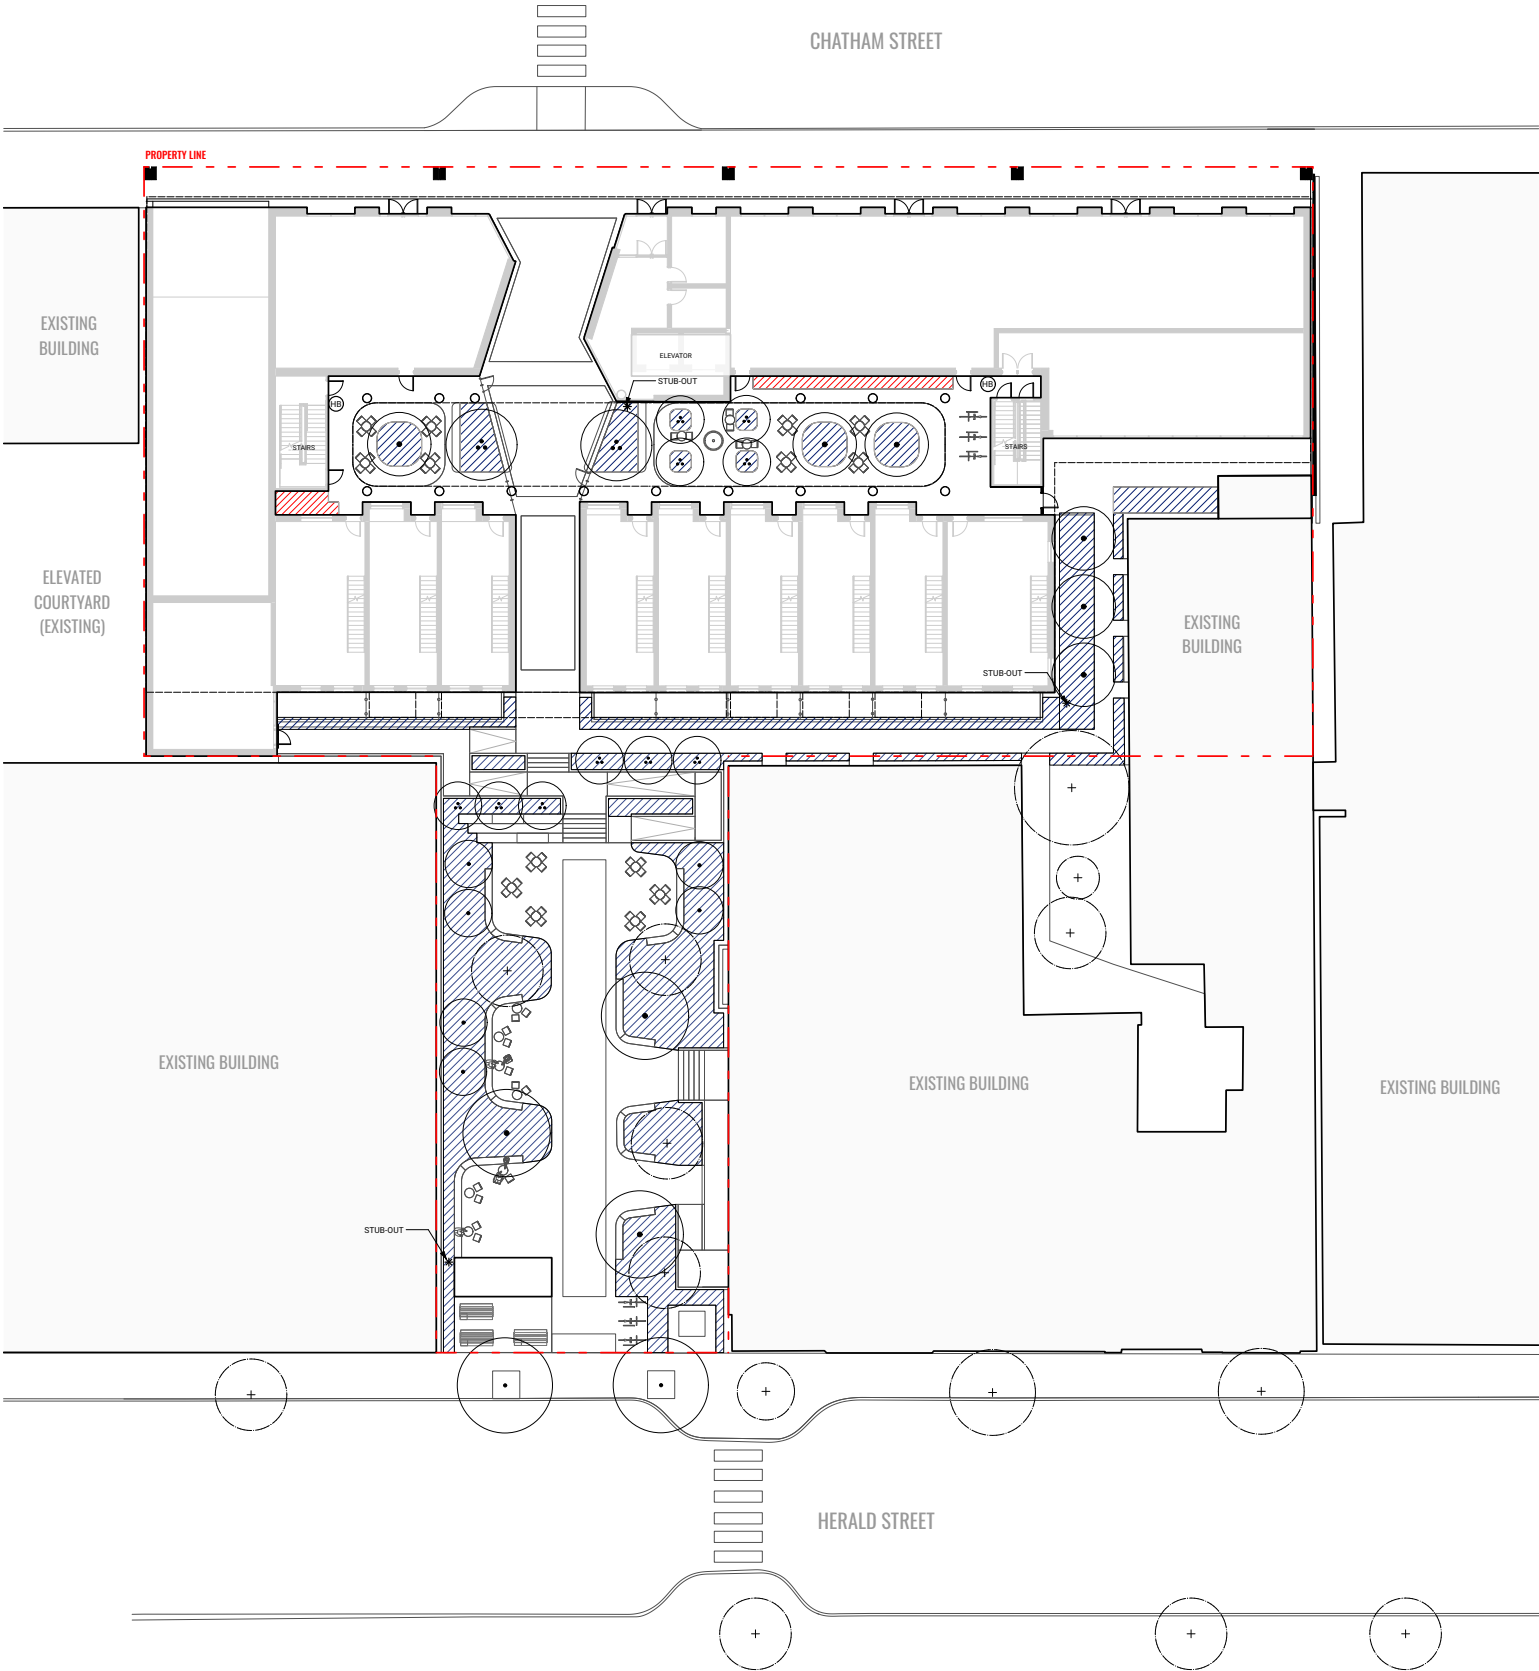 CHATHAM STREET
PROPERTY LINE
EXISTING
BUILDING
ELEVATOR
STUB-OUT
HB
HB
STAIRS
STAIRS
ELEVATED
COURTYARD
(EXISTING)
EXISTING
BUILDING
STUB-OUT
EXISTING BUILDING
EXISTING BUILDING
EXISTING BUILDING
STUB-OUT
HERALD STREET